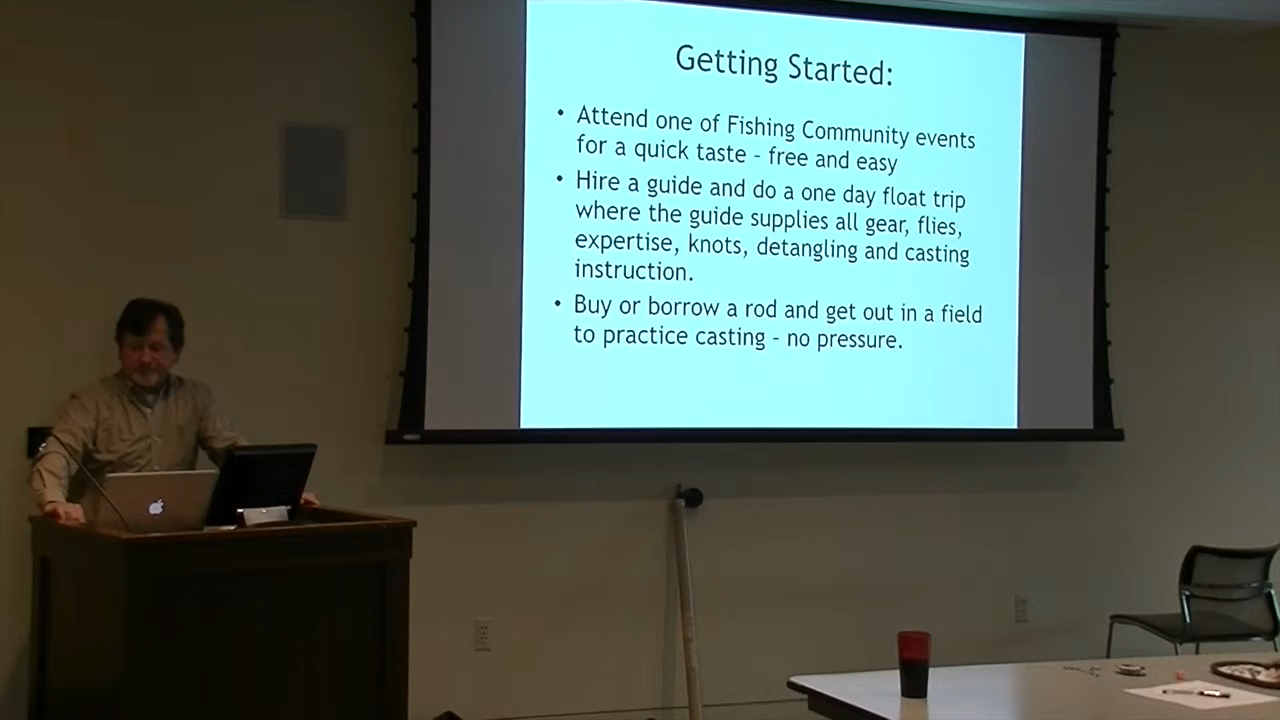 Getting Started:
• Attend one of Fishing Community events
for a quick taste - free and easy
• Hire a guide and do a one day float trip
where the guide supplies all gear, flies,
expertise, knots, detangling and casting
instruction.
• Buy or borrow a rod and get out in a field
to practice casting - no pressure.